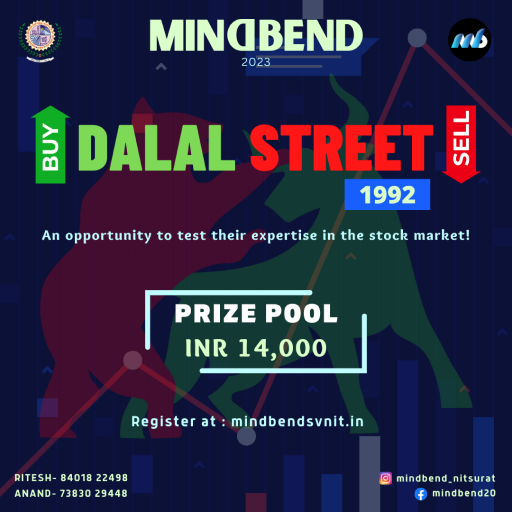 MINDBEND
2023
BUY
DALAL STREET
SELL
1992
An opportunity to test their expertise in the stock market!
PRIZE POOL
INR 14,000
Register at : mindbendsvnit.in
RITESH- 84018 22498
ANAND- 73830 29448
mindbend_nitsurat
mindbend20